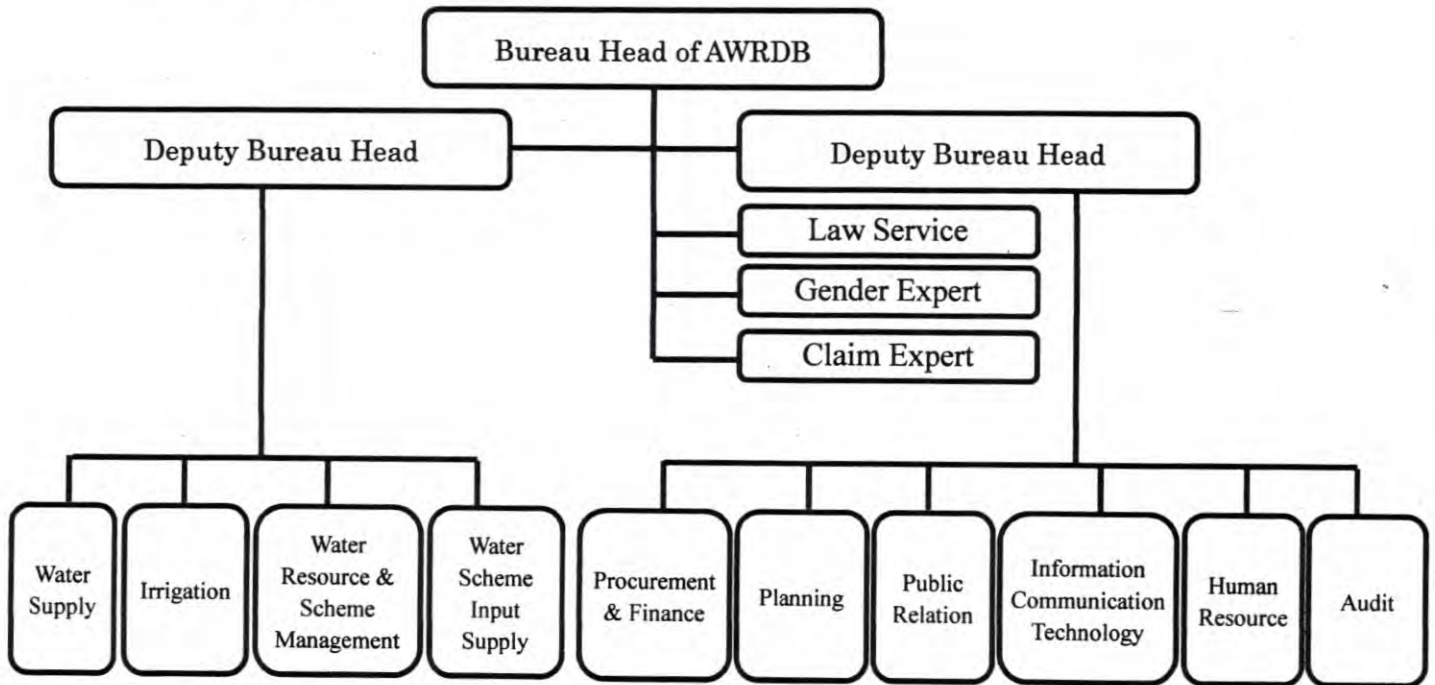 Bureau Head of AWRDB
Deputy Bureau Head
Deputy Bureau Head
Law Service
Gender Expert
Claim Expert
Water
Supply
Irrigation
Water
Resource &
Scheme
Management
Water
Scheme
Input
Supply
Procurement
& Finance
Planning
Public
Relation
Information
Communication
Technology
Human
Resource
Audit